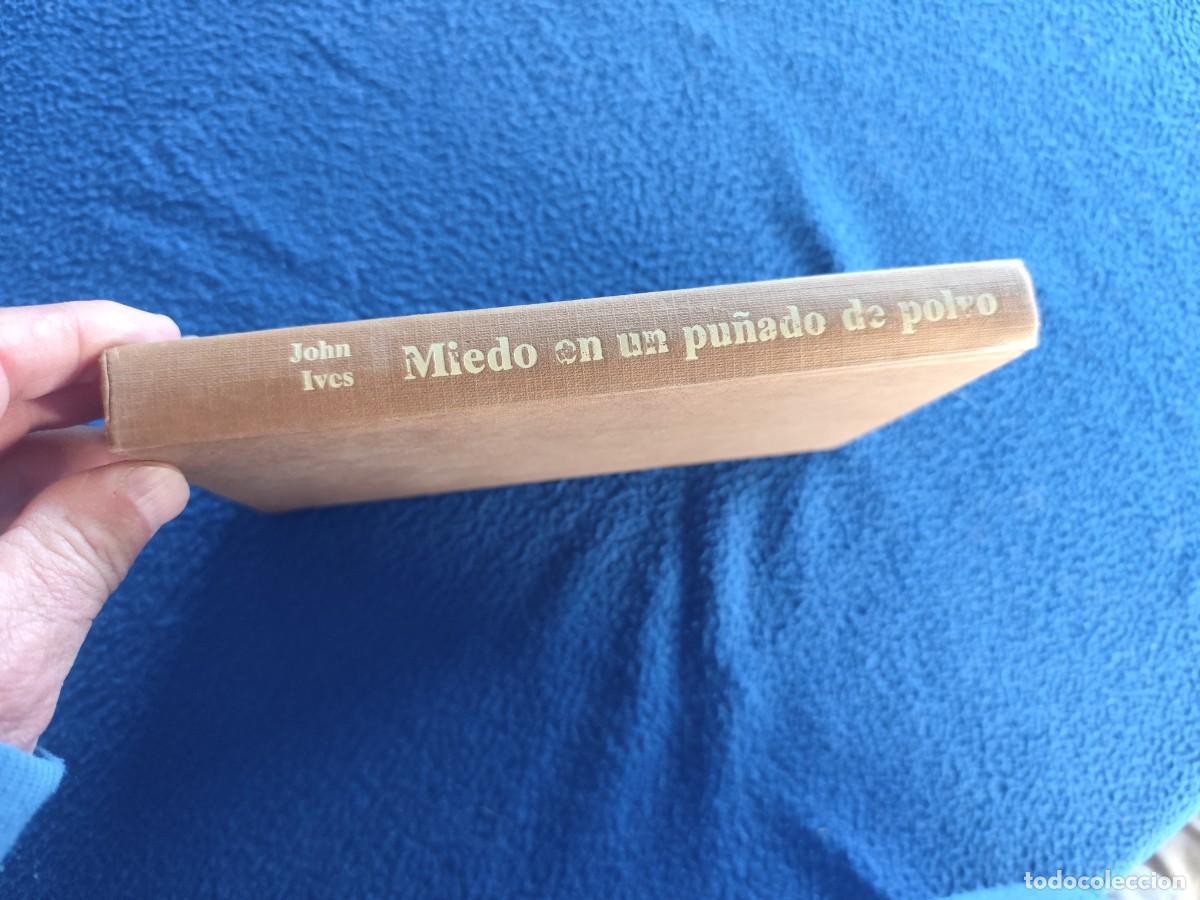 John
Ives
Miedo en un puñado de polvo
todocoleccion